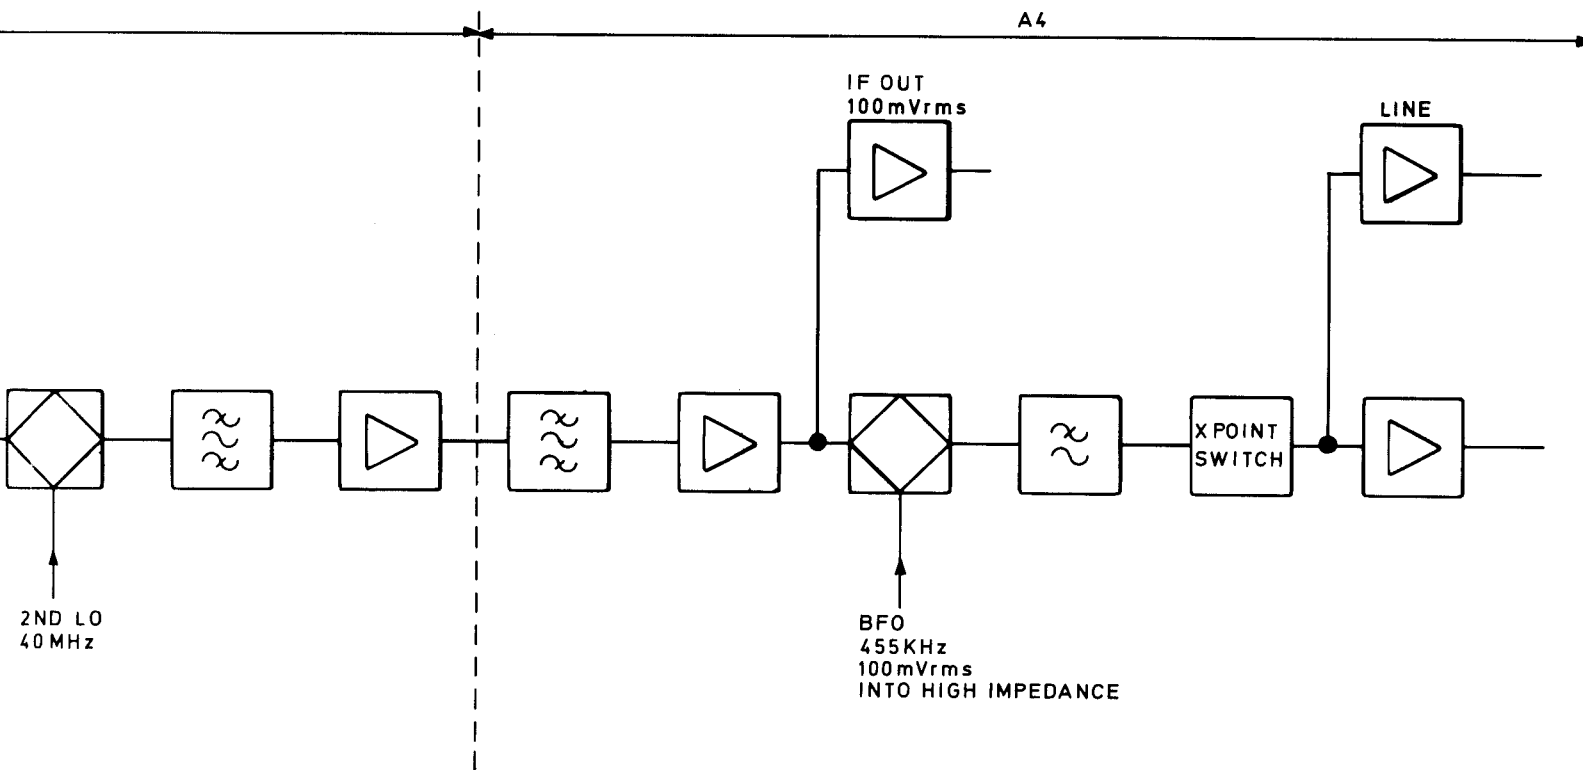 A4
IF OUT
100mVrms
LINE
X POINT
SWITCH
2ND LO
40MHz
BFO
455KHz
100mVrms
INTO HIGH IMPEDANCE